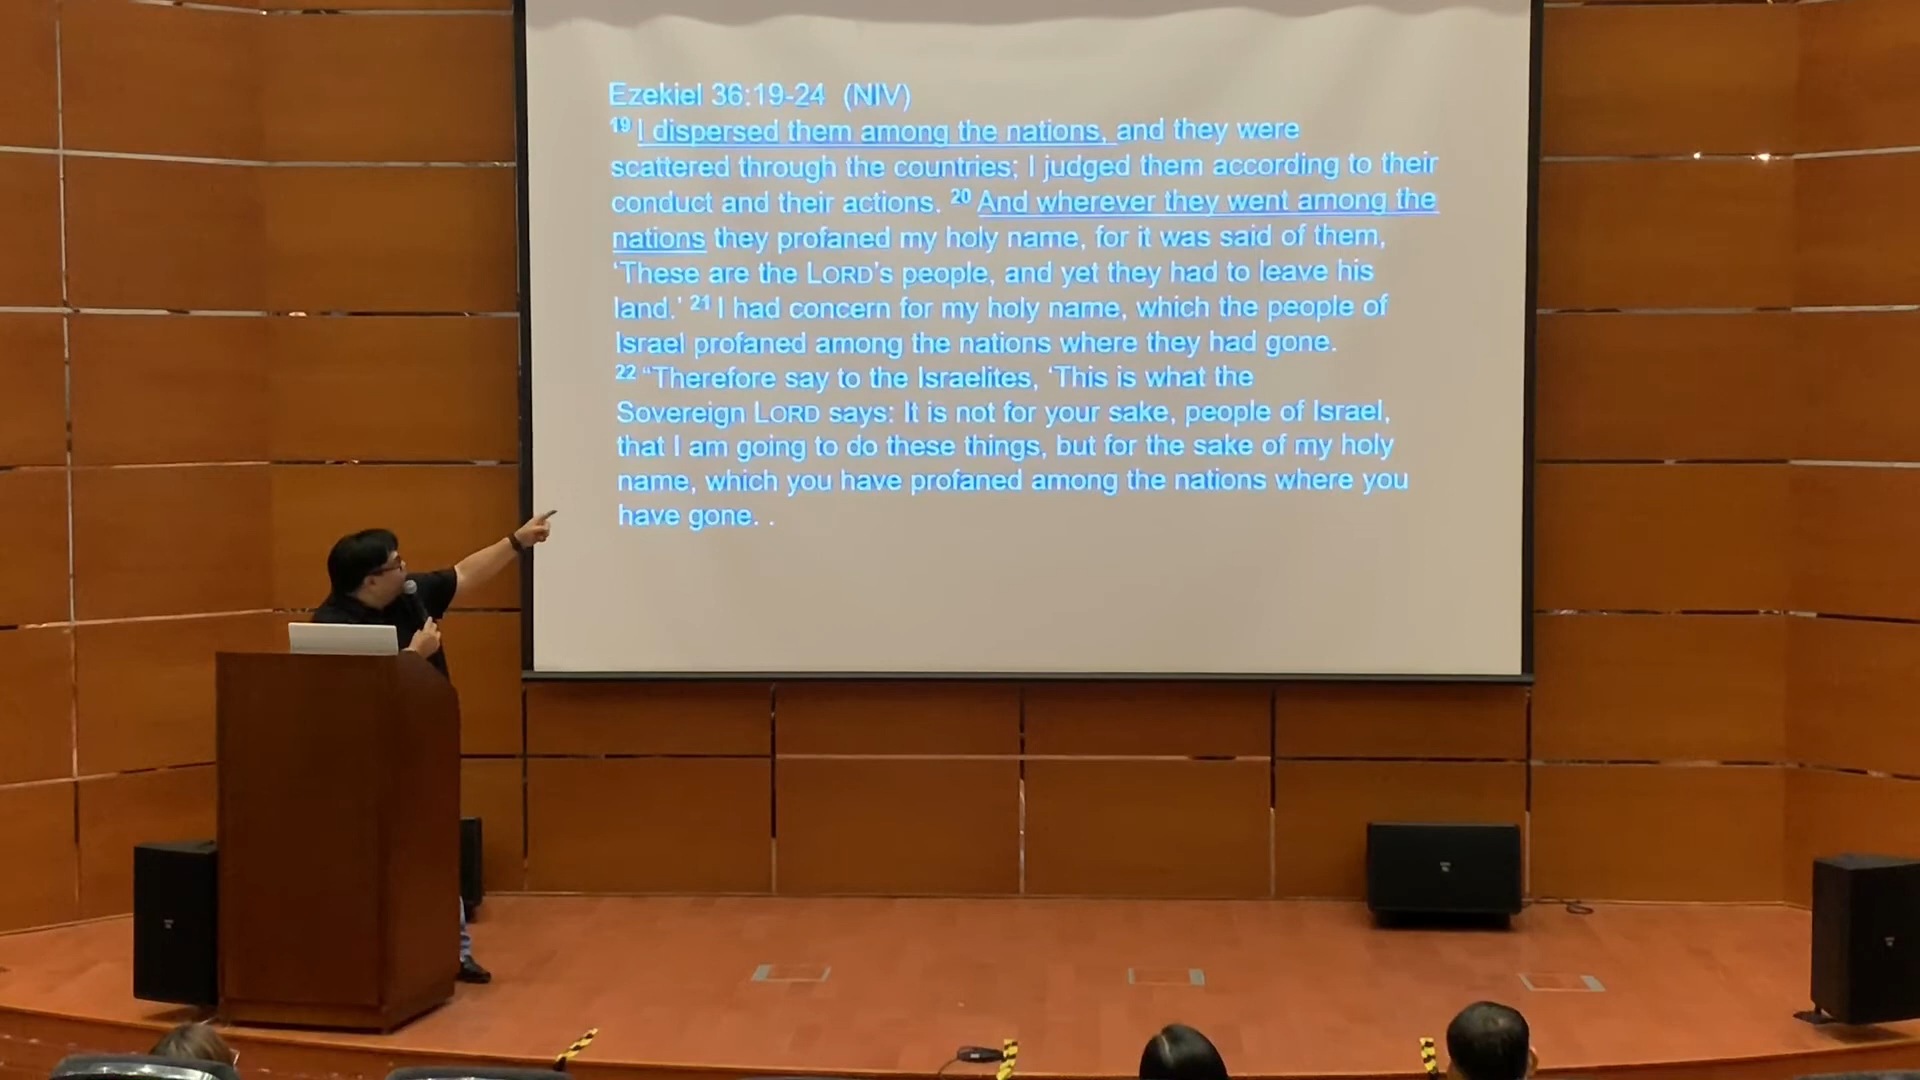 Ezekiel 36:19-24 (NIV)
19 I dispersed them among the nations, and they were
scattered through the countries; I judged them according to their
conduct and their actions. 20 And wherever they went among the
nations they profaned my holy name, for it was said of them,
‘These are the LORD’s people, and yet they had to leave his
land.’ 21 I had concern for my holy name, which the people of
Israel profaned among the nations where they had gone.
22 “Therefore say to the Israelites, ‘This is what the
Sovereign LORD says: It is not for your sake, people of Israel,
that I am going to do these things, but for the sake of my holy
name, which you have profaned among the nations where you
have gone. .